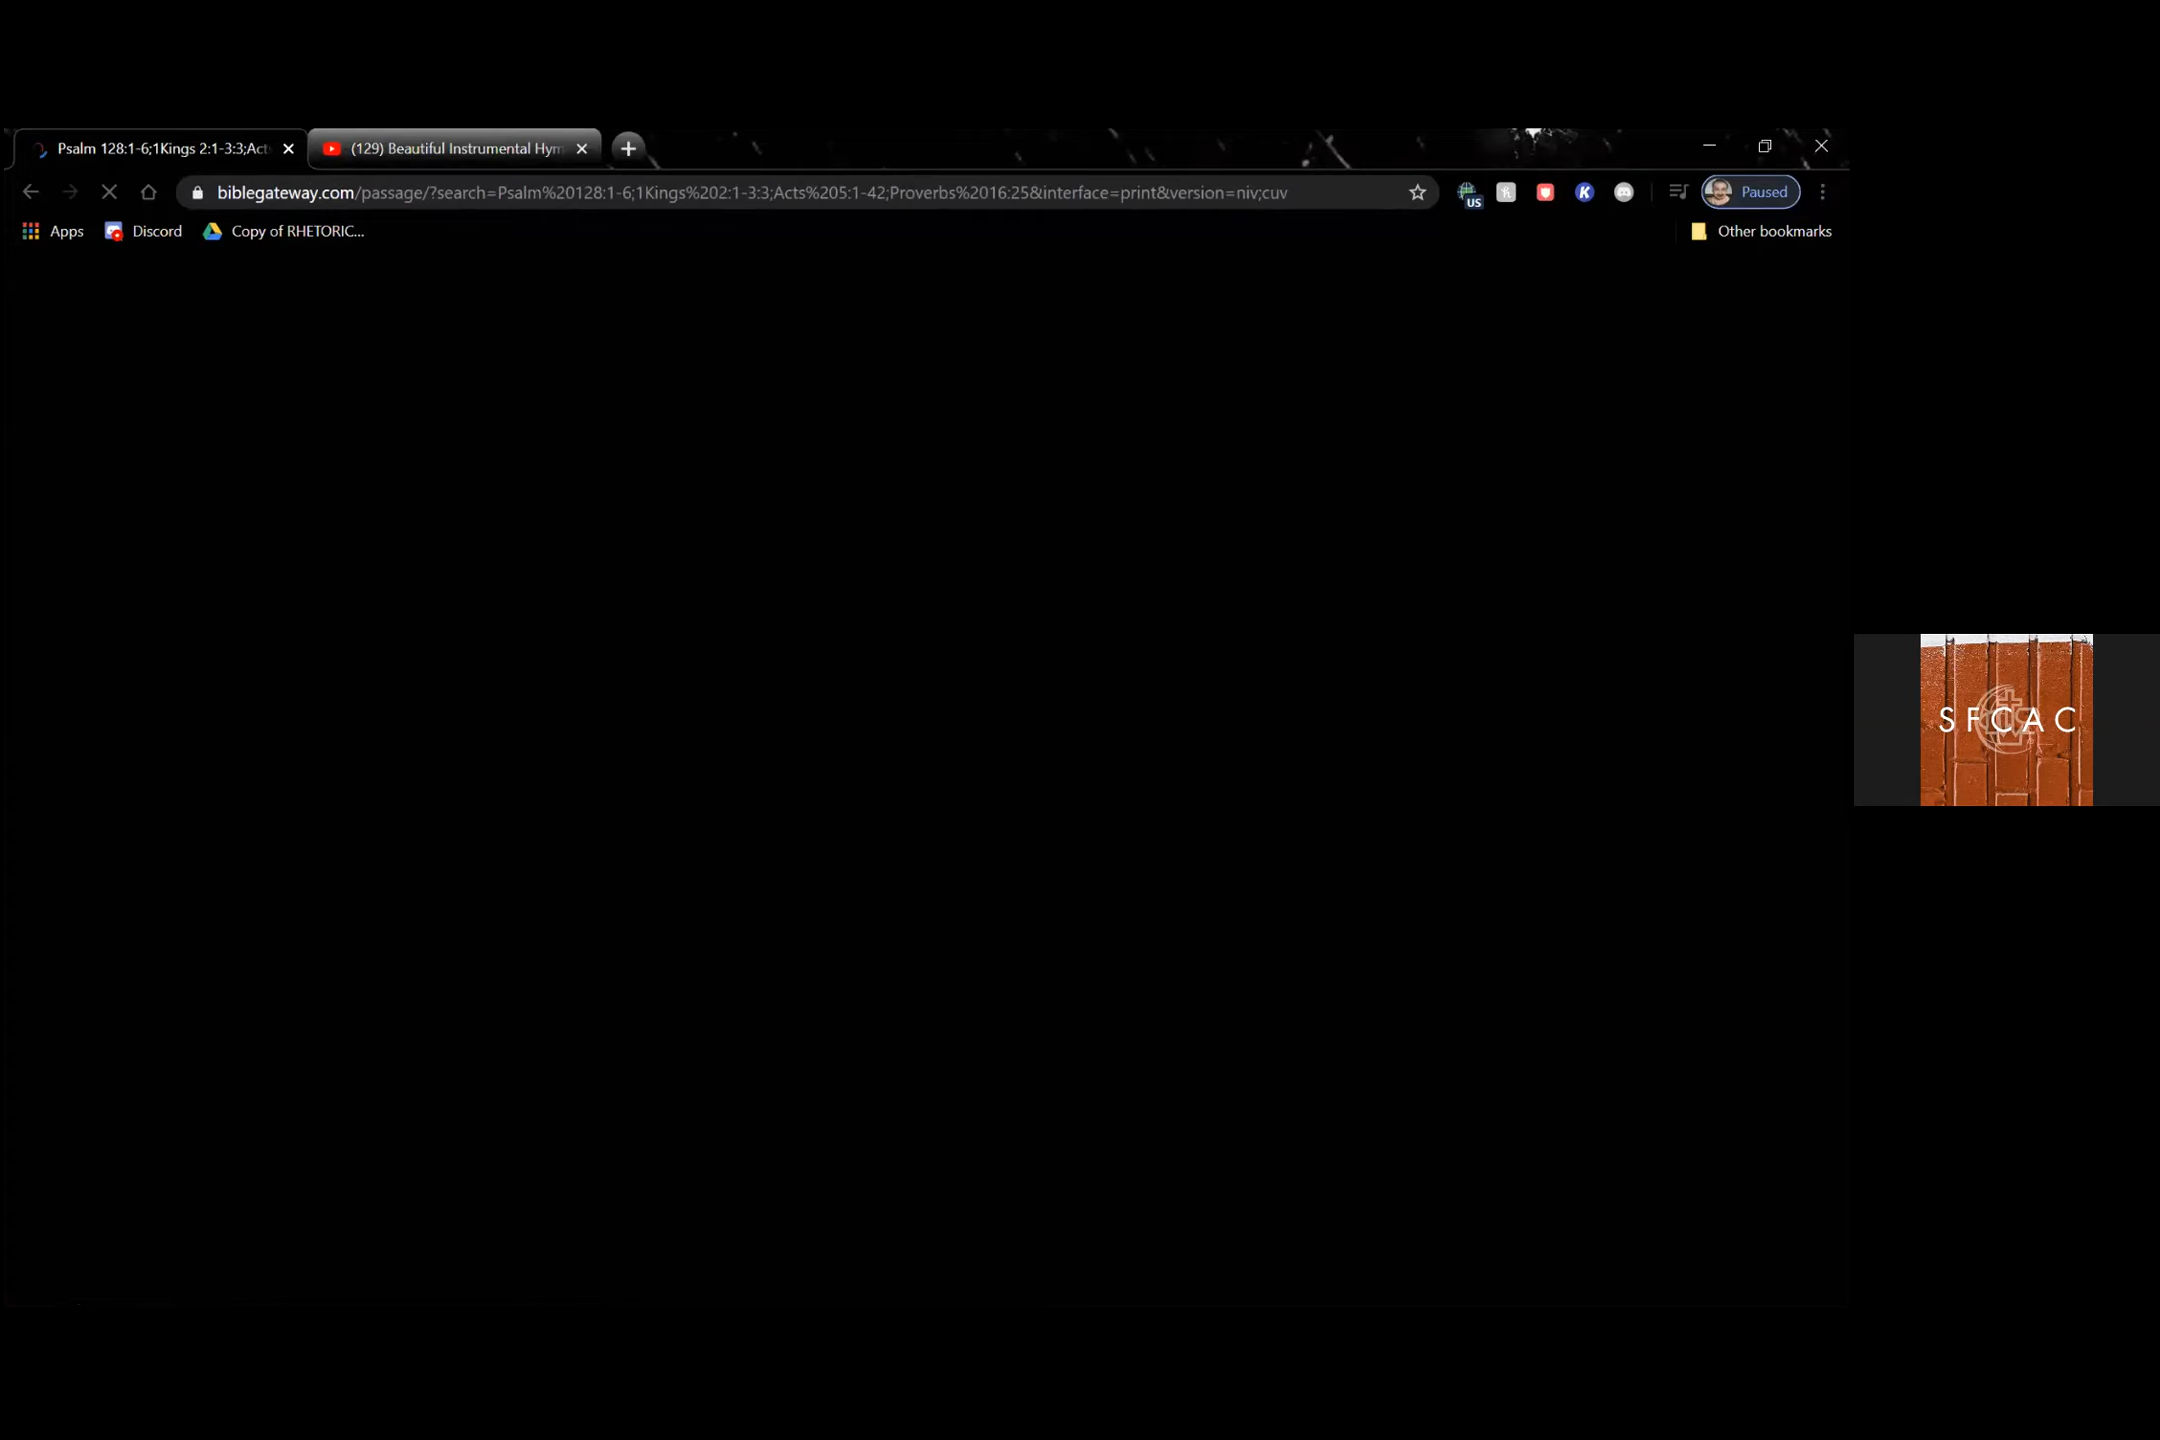 Psalm 128:1-6;1Kings 2:1-3:3;Act
(129) Beautiful Instrumental Hym
biblegateway.com/passage/?search=Psalm%20128:1-6;1Kings%202:1-3:3;Acts%205:1-42;Proverbs%2016:25&interface=print&version=niv;cuv
US
Paused
Apps
Discord
Copy of RHETORIC...
Other bookmarks
SFCAC